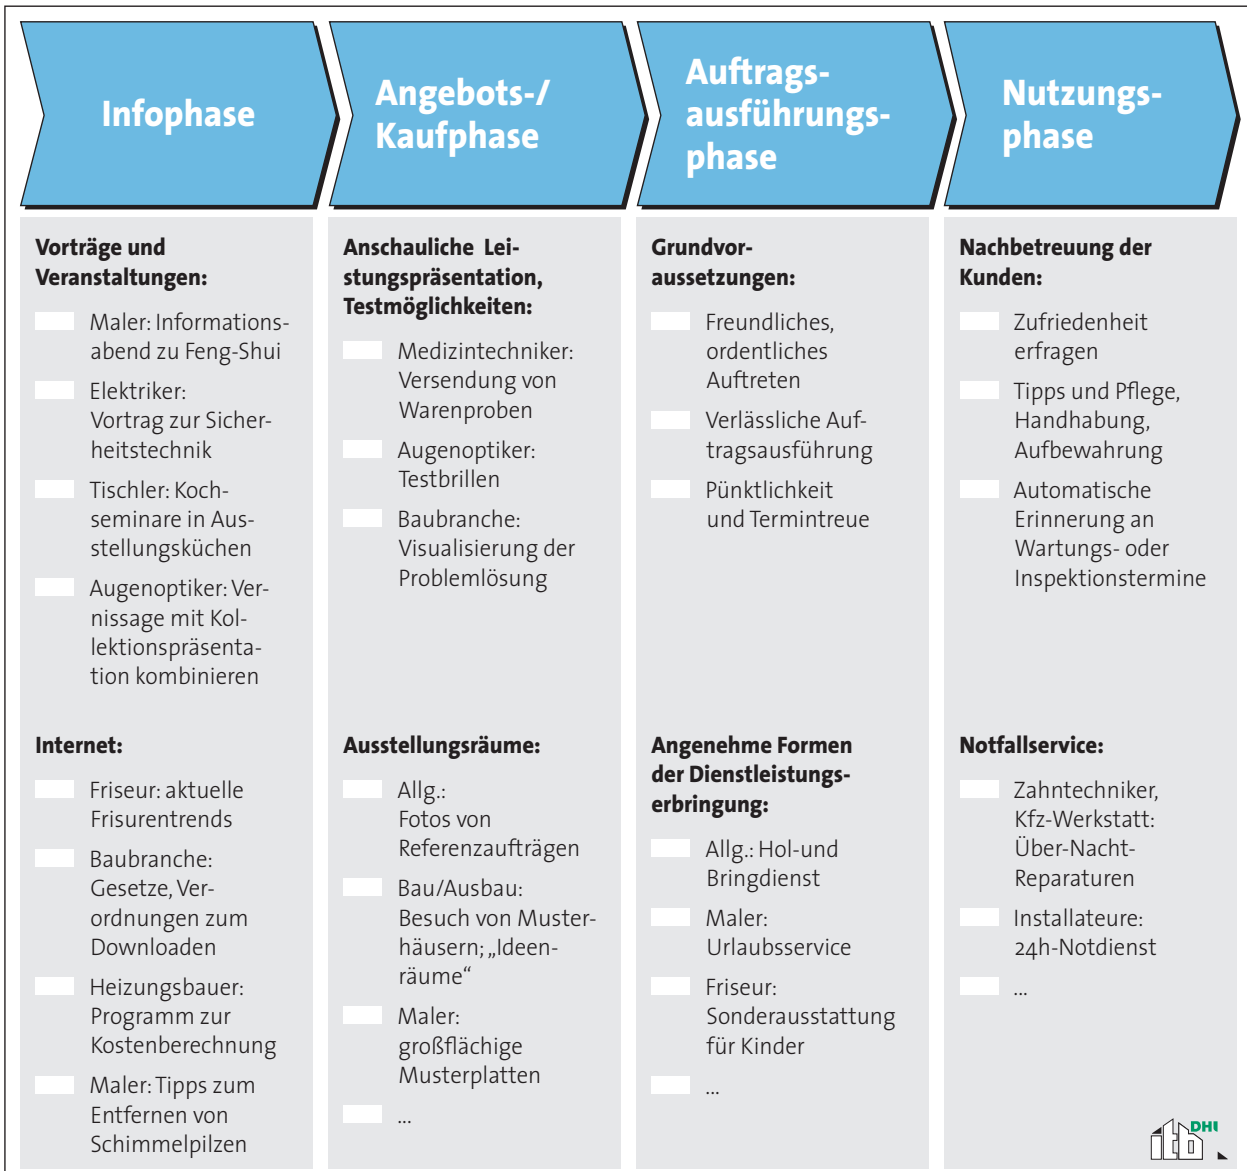 Infophase
Angebots-/
Kaufphase
Auftrags-
ausführungs-
phase
Nutzungs-
phase
Vorträge und
Veranstaltungen:
Maler: Informations-
abend zu Feng-Shui
Elektriker:
Vortrag zur Sicher-
heitstechnik
Tischler: Koch-
seminare in Aus-
stellungsküchen
Augenoptiker: Ver-
nissage mit Kol-
lektionspräsenta-
tion kombinieren
Internet:
Friseur: aktuelle
Frisurentrends
Baubranche:
Gesetze, Ver-
ordnungen zum
Downloaden
Heizungsbauer:
Programm zur
Kostenberechnung
Maler: Tipps zum
Entfernen von
Schimmelpilzen
Anschauliche Lei-
stungspräsentation,
Testmöglichkeiten:
Medizintechniker:
Versendung von
Warenproben
Augenoptiker:
Testbrillen
Baubranche:
Visualisierung der
Problemlösung
Ausstellungsräume:
Allg.:
Fotos von
Referenzaufträgen
Bau/Ausbau:
Besuch von Muster-
häusern; „Ideen-
räume“
Maler:
großflächige
Musterplatten
...
Grundvor-
aussetzungen:
Freundliches,
ordentliches
Auftreten
Verlässliche Auf-
tragsausführung
Pünktlichkeit
und Termintreue
Angenehme Formen
der Dienstleistungs-
erbringung:
Allg.: Hol-und
Bringdienst
Maler:
Urlaubsservice
Friseur:
Sonderausstattung
für Kinder
...
Nachbetreuung der
Kunden:
Zufriedenheit
erfragen
Tipps und Pflege,
Handhabung,
Aufbewahrung
Automatische
Erinnerung an
Wartungs- oder
Inspektionstermine
Notfallservice:
Zahntechniker,
Kfz-Werkstatt:
Über-Nacht-
Reparaturen
Installateure:
24h-Notdienst
...
itb DHI